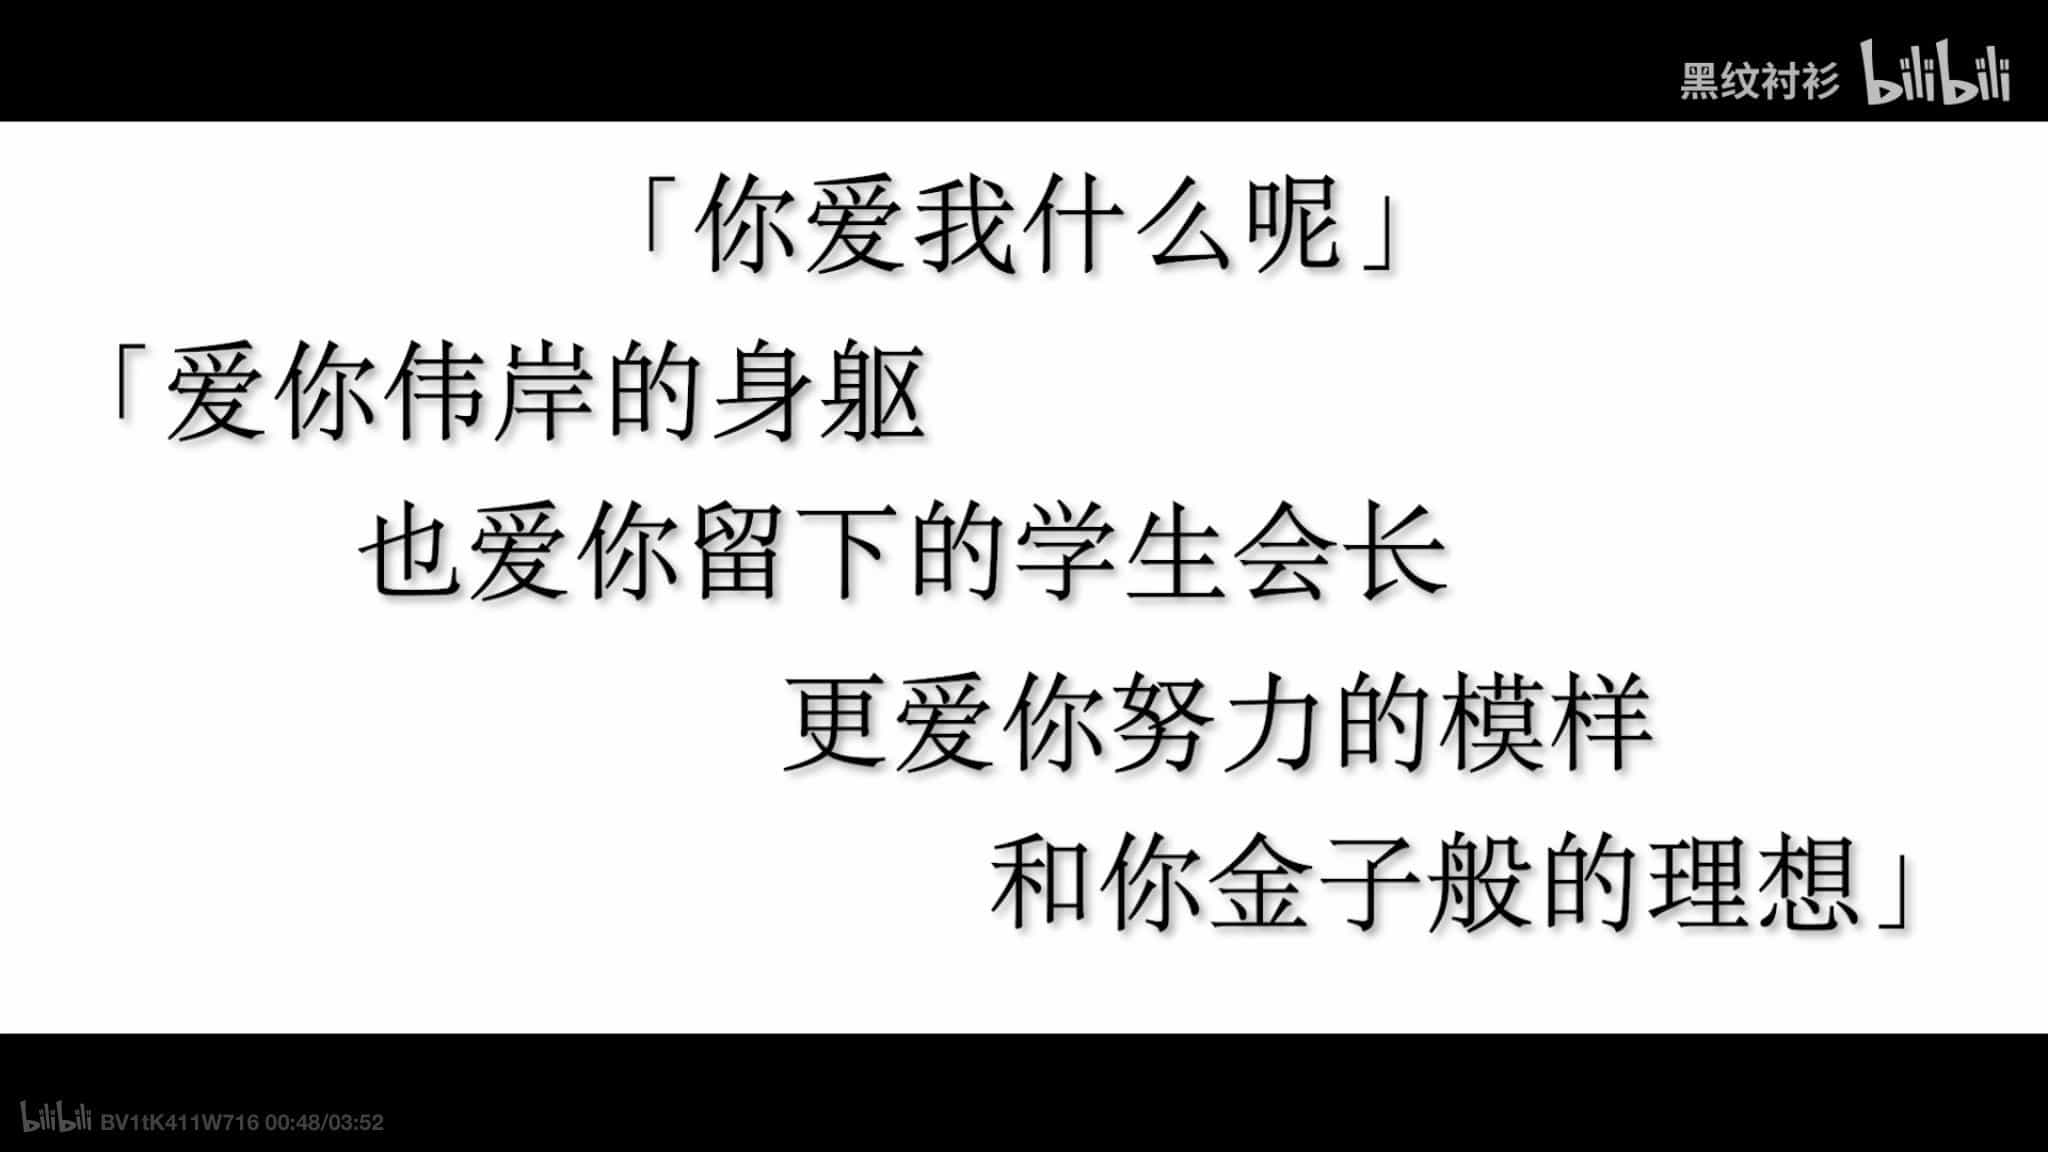 黑纹衬衫 bilibili
「你爱我什么呢」
「爱你伟岸的身躯
也爱你留下的学生会长
更爱你努力的模样
和你金子般的理想」
bilibili BV1tK411W716 00:48/03:52